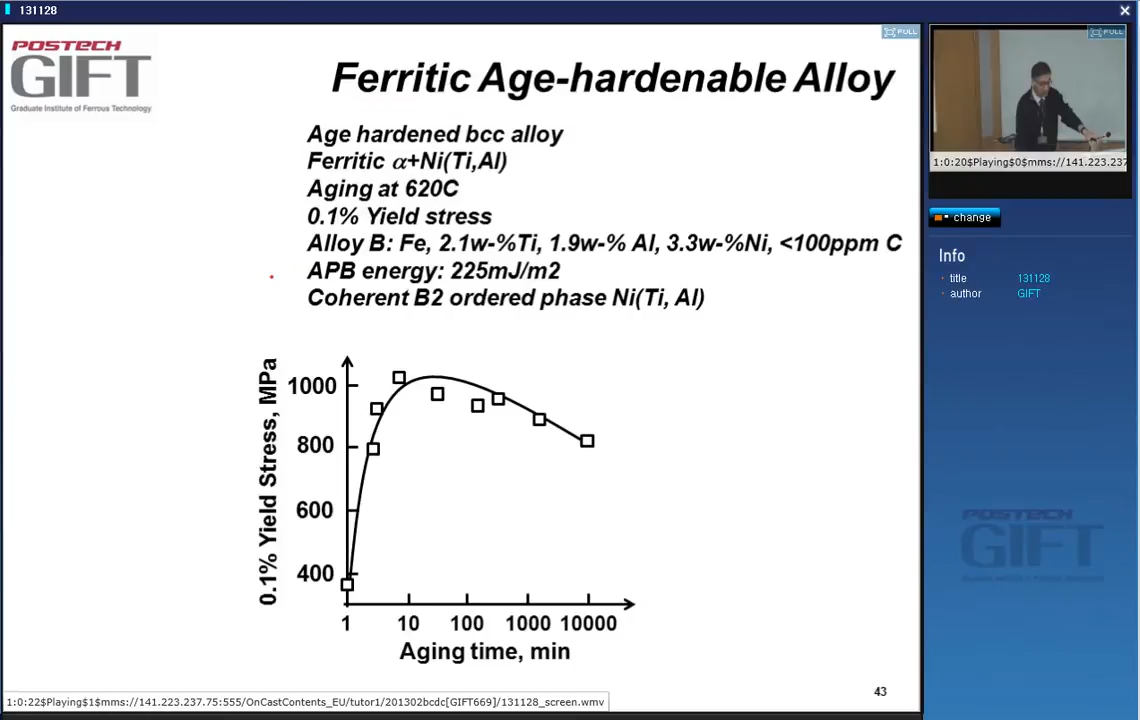 131128
POSTECH
GIFT
Graduate Institute of Ferrous Technology
FULL
FULL
Ferritic Age-hardenable Alloy
Age hardened bcc alloy
Ferritic α+Ni(Ti,Al)
Aging at 620C
0.1% Yield stress
Alloy B: Fe, 2.1w-%Ti, 1.9w-% Al, 3.3w-%Ni, <100ppm C
APB energy: 225mJ/m2
Coherent B2 ordered phase Ni(Ti, Al)
0.1% Yield Stress, MPa
1000
800
600
400
1 10 100 1000 10000
Aging time, min
43
1:0:22$Playing$1$mms://141.223.237.75:555/OnCastContents_EU/tutor1/201302bcdc[GIFT669]/131128_screen.wmv
1:0:20$Playing$0$mms://141.223.237
change
Info
title 131128
author GIFT
POSTECH
GIFT